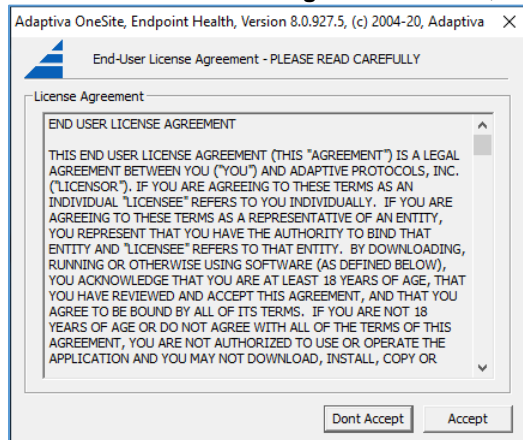 Adaptiva OneSite, Endpoint Health, Version 8.0.927.5, (c) 2004-20, Adaptiva
End-User License Agreement - PLEASE READ CAREFULLY
License Agreement
END USER LICENSE AGREEMENT
THIS END USER LICENSE AGREEMENT (THIS "AGREEMENT") IS A LEGAL
AGREEMENT BETWEEN YOU ("YOU") AND ADAPTIVE PROTOCOLS, INC.
("LICENSOR"). IF YOU ARE AGREEING TO THESE TERMS AS AN
INDIVIDUAL "LICENSEE" REFERS TO YOU INDIVIDUALLY. IF YOU ARE
AGREEING TO THESE TERMS AS A REPRESENTATIVE OF AN ENTITY,
YOU REPRESENT THAT YOU HAVE THE AUTHORITY TO BIND THAT
ENTITY AND "LICENSEE" REFERS TO THAT ENTITY. BY DOWNLOADING,
RUNNING OR OTHERWISE USING SOFTWARE (AS DEFINED BELOW),
YOU ACKNOWLEDGE THAT YOU ARE AT LEAST 18 YEARS OF AGE, THAT
YOU HAVE REVIEWED AND ACCEPT THIS AGREEMENT, AND THAT YOU
AGREE TO BE BOUND BY ALL OF ITS TERMS. IF YOU ARE NOT 18
YEARS OF AGE OR DO NOT AGREE WITH ALL OF THE TERMS OF THIS
AGREEMENT, YOU ARE NOT AUTHORIZED TO USE OR OPERATE THE
APPLICATION AND YOU MAY NOT DOWNLOAD, INSTALL, COPY OR
Dont Accept
Accept